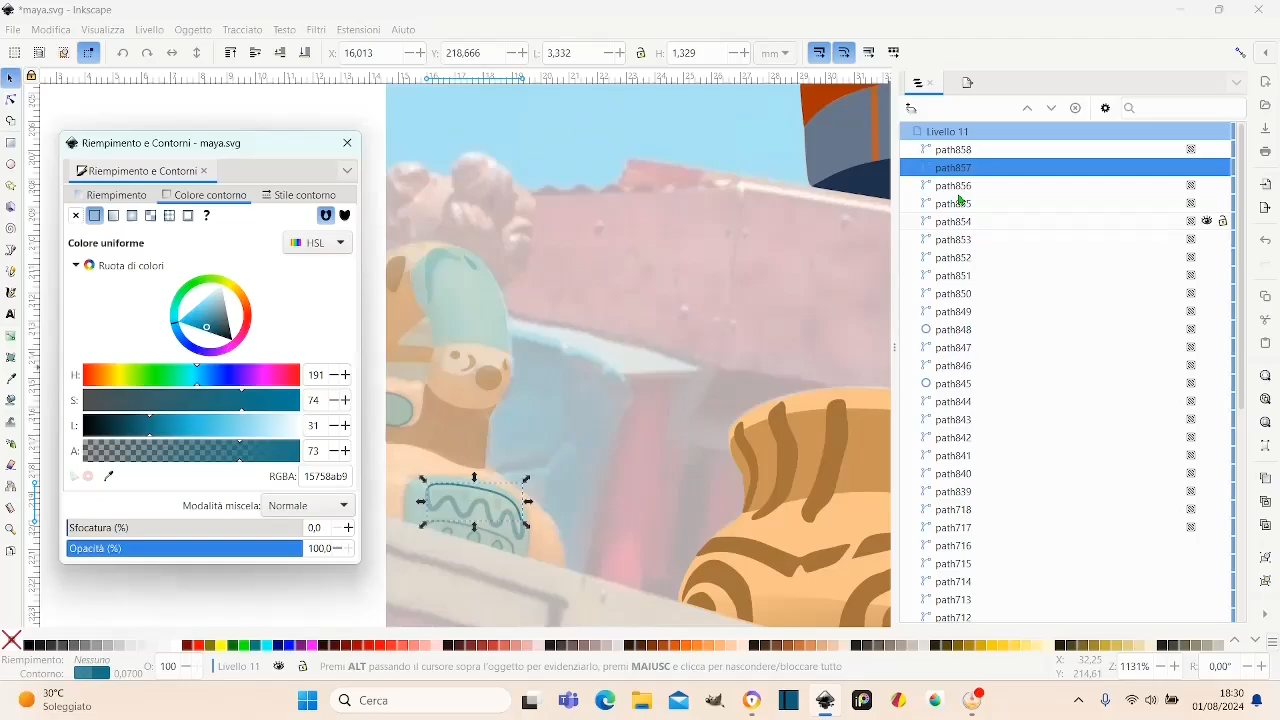 *maya.svg - Inkscape
File Modifica Visualizza Livello Oggetto Tracciato Testo Filtri Estensioni Aiuto
X: 16,013 Y: 218,666 L: 3,332 H: 1,329 mm
Riempimento e Contorni - maya.svg
Riempimento e Contorni
Riempimento Colore contorno Stile contorno
?
Colore uniforme HSL
Ruota di colori
H: 191
S: 74
L: 31
A: 73
RGBA: 15758ab9
Modalità miscela: Normale
Sfocatura (%) 0,0
Opacità (%) 100,0
Livello 11
path858
path857
path856
path854
path853
path852
path851
path850
path849
path848
path847
path846
path845
path844
path843
path842
path841
path840
path839
path718
path717
path716
path715
path714
path713
path712
Riempimento: Nessuno
Contorno: 0,0700
O: 100
Livello 11
Premi ALT passando il cursore sopra l'oggetto per evidenziarlo, premi MAIUSC e clicca per nascondere/bloccare tutto
X: 32,25
Y: 214,61
Z: 1131%
R: 0,00°
30°C
Soleggiato
Cerca
18:30
01/08/2024